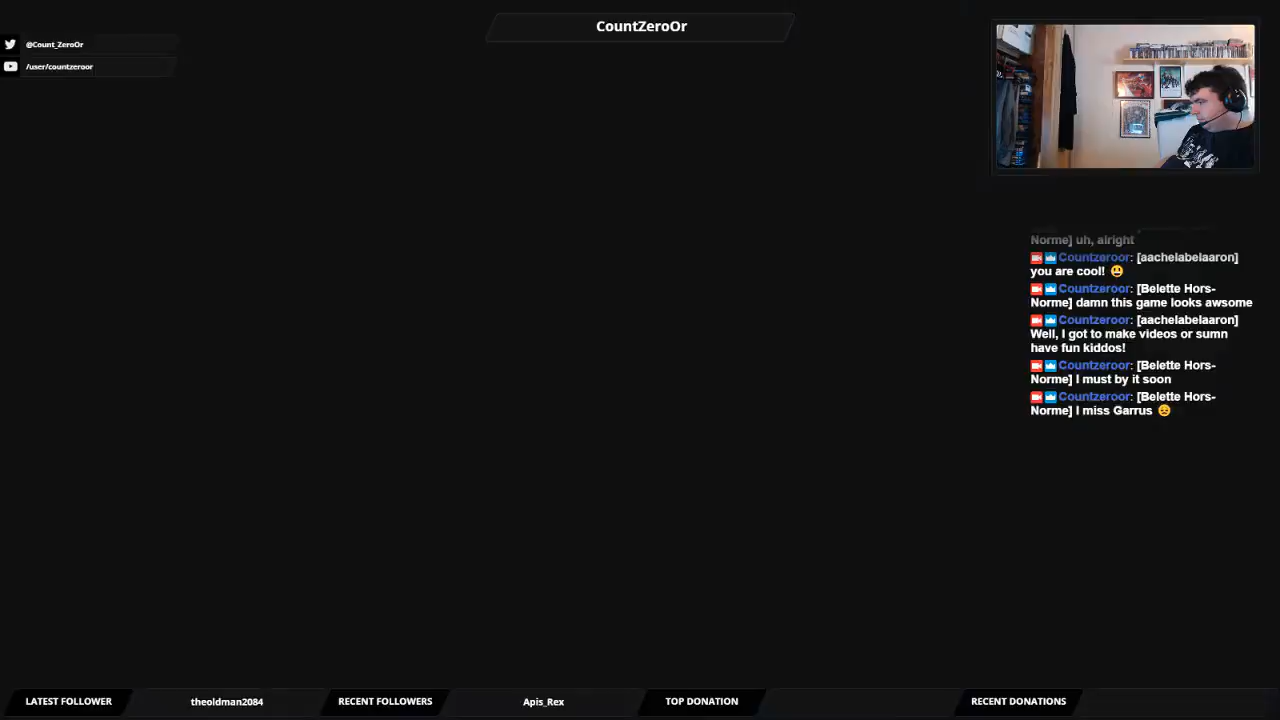 CountZeroOr
@Count_ZeroOr
/user/countzeroor
Norme] uh, alright
Countzeroor: [aachelabelaaron]
you are cool! 😃
Countzeroor: [Belette Hors-
Norme] damn this game looks awsome
Countzeroor: [aachelabelaaron]
Well, I got to make videos or sumn
have fun kiddos!
Countzeroor: [Belette Hors-
Norme] I must by it soon
Countzeroor: [Belette Hors-
Norme] I miss Garrus 😣
LATEST FOLLOWER theoldman2084 RECENT FOLLOWERS Apis_Rex TOP DONATION RECENT DONATIONS